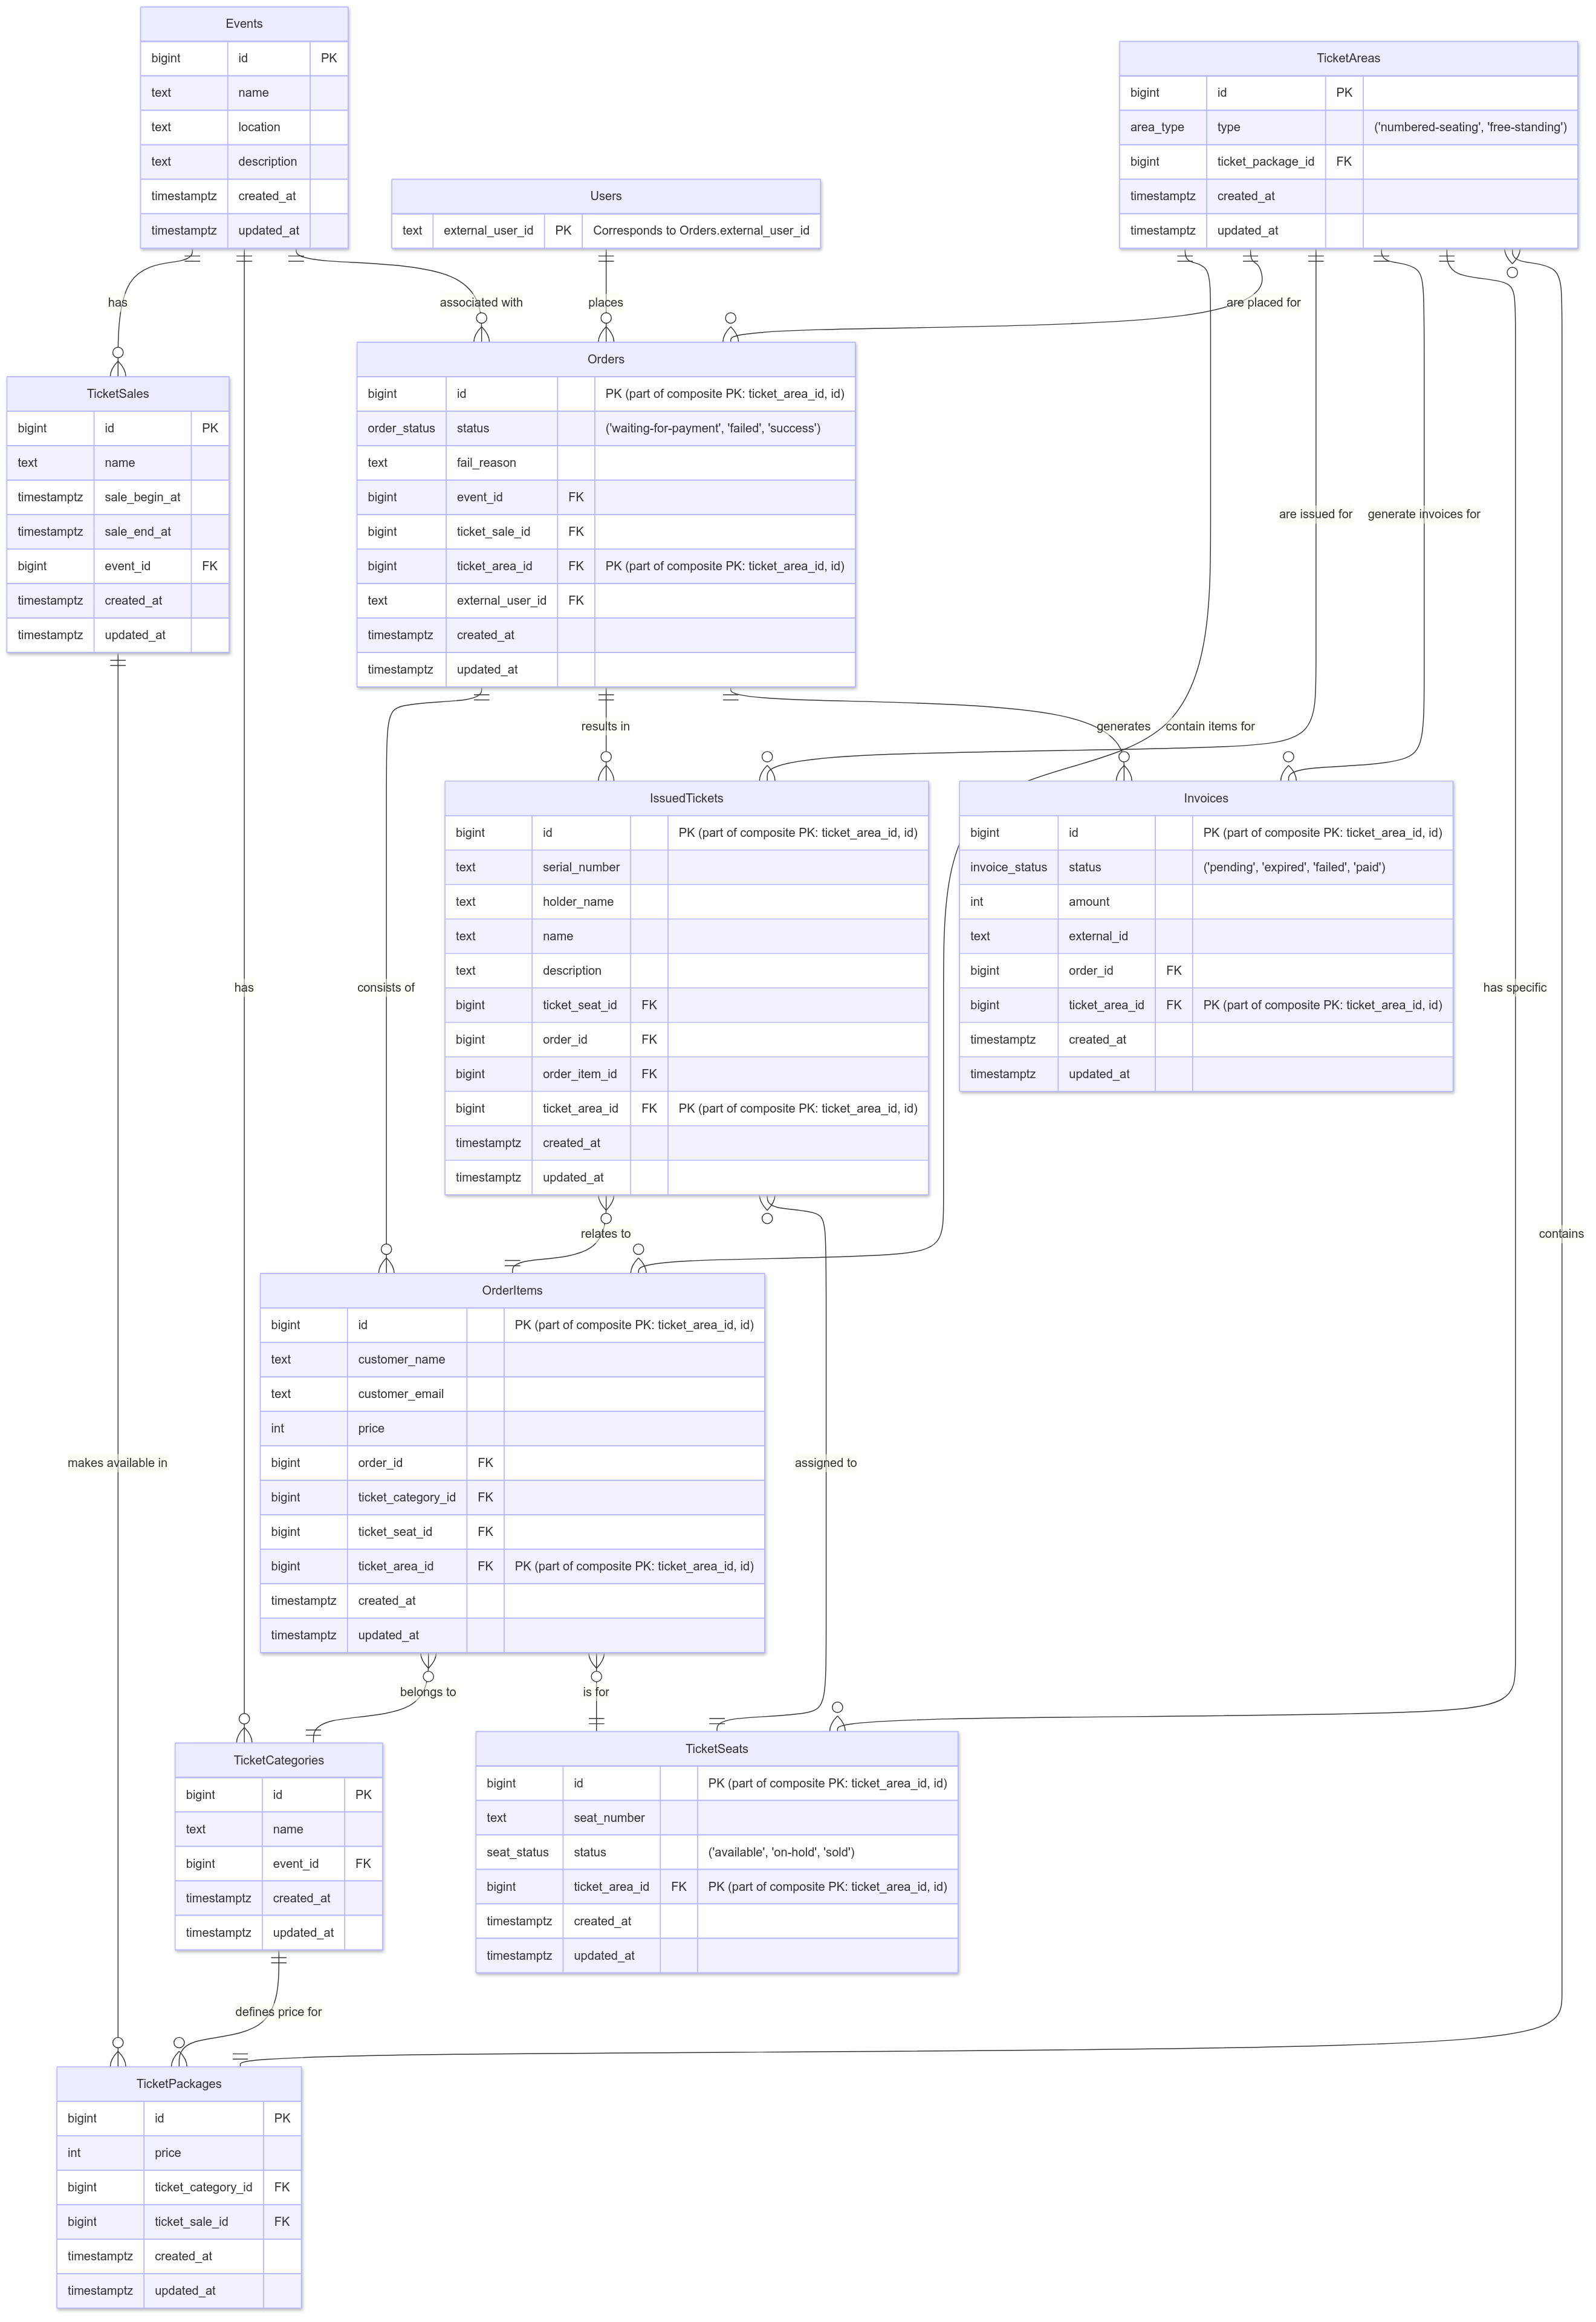 Events
bigint id PK
text name
text location
text description
timestamptz created_at
timestamptz updated_at
TicketAreas
bigint id PK
area_type type ('numbered-seating', 'free-standing')
bigint ticket_package_id FK
timestamptz created_at
timestamptz updated_at
Users
text external_user_id PK Corresponds to Orders.external_user_id
has
associated with
places
are placed for
TicketSales
bigint id PK
text name
timestamptz sale_begin_at
timestamptz sale_end_at
bigint event_id FK
timestamptz created_at
timestamptz updated_at
Orders
bigint id PK (part of composite PK: ticket_area_id, id)
order_status status ('waiting-for-payment', 'failed', 'success')
text fail_reason
bigint event_id FK
bigint ticket_sale_id FK
bigint ticket_area_id FK PK (part of composite PK: ticket_area_id, id)
text external_user_id FK
timestamptz created_at
timestamptz updated_at
are issued for
generate invoices for
results in
generates
contain items for
IssuedTickets
bigint id PK (part of composite PK: ticket_area_id, id)
text serial_number
text holder_name
text name
text description
bigint ticket_seat_id FK
bigint order_id FK
bigint order_item_id FK
bigint ticket_area_id FK PK (part of composite PK: ticket_area_id, id)
timestamptz created_at
timestamptz updated_at
Invoices
bigint id PK (part of composite PK: ticket_area_id, id)
invoice_status status ('pending', 'expired', 'failed', 'paid')
int amount
text external_id
bigint order_id FK
bigint ticket_area_id FK PK (part of composite PK: ticket_area_id, id)
timestamptz created_at
timestamptz updated_at
has
consists of
has specific
relates to
contains
OrderItems
bigint id PK (part of composite PK: ticket_area_id, id)
text customer_name
text customer_email
int price
bigint order_id FK
bigint ticket_category_id FK
bigint ticket_seat_id FK
bigint ticket_area_id FK PK (part of composite PK: ticket_area_id, id)
timestamptz created_at
timestamptz updated_at
makes available in
assigned to
belongs to
is for
TicketCategories
bigint id PK
text name
bigint event_id FK
timestamptz created_at
timestamptz updated_at
TicketSeats
bigint id PK (part of composite PK: ticket_area_id, id)
text seat_number
seat_status status ('available', 'on-hold', 'sold')
bigint ticket_area_id FK PK (part of composite PK: ticket_area_id, id)
timestamptz created_at
timestamptz updated_at
defines price for
TicketPackages
bigint id PK
int price
bigint ticket_category_id FK
bigint ticket_sale_id FK
timestamptz created_at
timestamptz updated_at